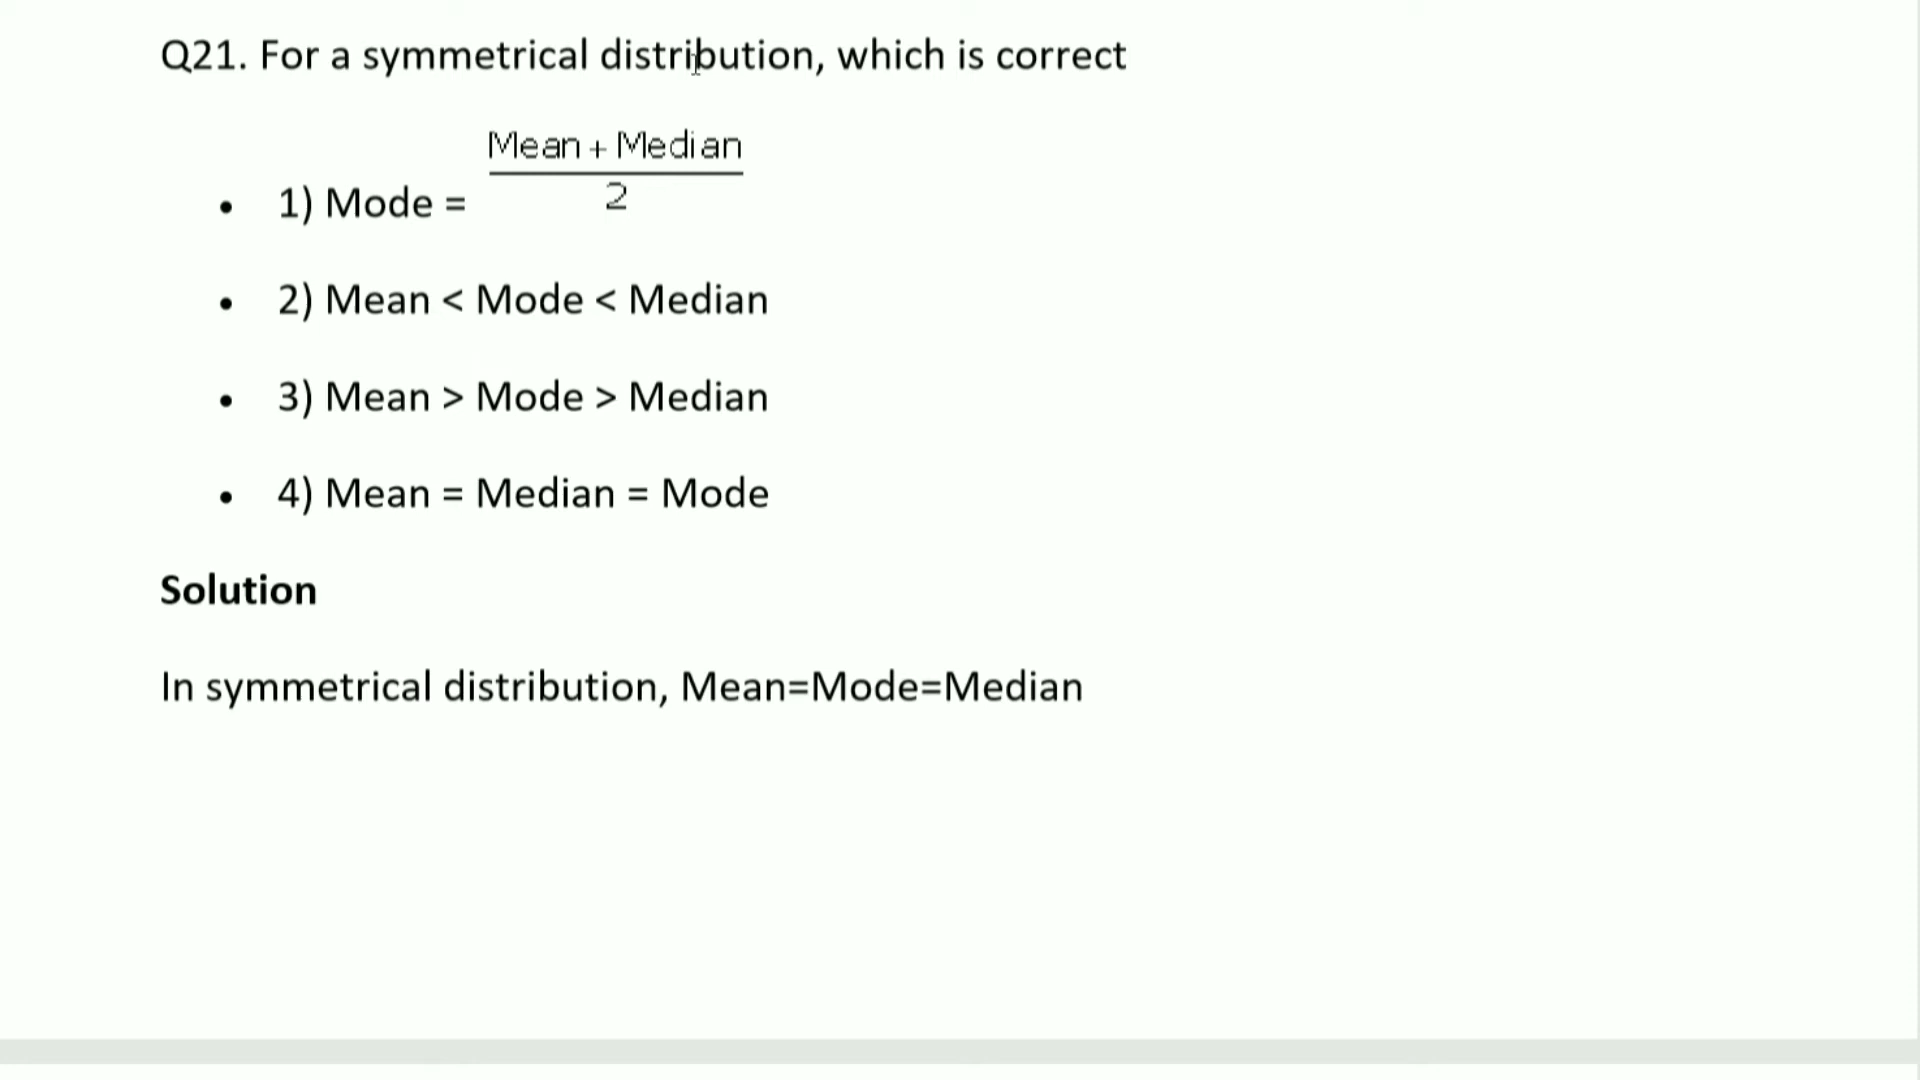 Q21. For a symmetrical distribution, which is correct
• 1) Mode = Mean + Median / 2
• 2) Mean < Mode < Median
• 3) Mean > Mode > Median
• 4) Mean = Median = Mode
Solution
In symmetrical distribution, Mean=Mode=Median